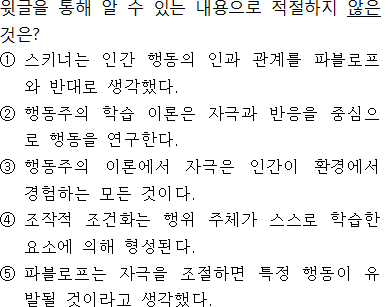 윗글을 통해 알 수 있는 내용으로 적절하지 않은
것은?
① 스키너는 인간 행동의 인과 관계를 파블로프
와 반대로 생각했다.
② 행동주의 학습 이론은 자극과 반응을 중심으
로 행동을 연구한다.
③ 행동주의 이론에서 자극은 인간이 환경에서
경험하는 모든 것이다.
④ 조작적 조건화는 행위 주체가 스스로 학습한
요소에 의해 형성된다.
⑤ 파블로프는 자극을 조절하면 특정 행동이 유
발될 것이라고 생각했다.